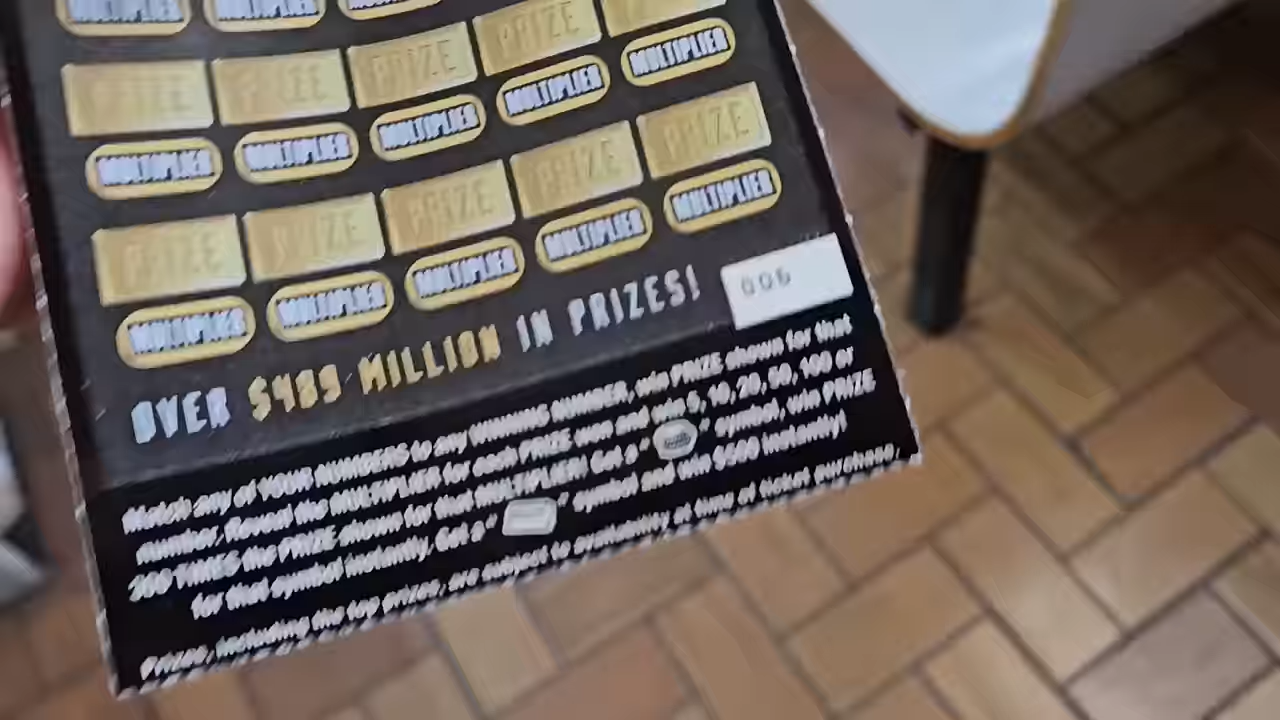 MULTIPLIER MULTIPLIER MULTIPLIER
PRIZE PRIZE PRIZE PRIZE
MULTIPLIER MULTIPLIER MULTIPLIER MULTIPLIER MULTIPLIER
PRIZE PRIZE PRIZE PRIZE PRIZE
MULTIPLIER MULTIPLIER MULTIPLIER MULTIPLIER MULTIPLIER
OVER $489 MILLION IN PRIZES!
006
Match any of YOUR NUMBERS to any WINNING NUMBER, win PRIZE shown for that
number. Reveal the MULTIPLIER for each PRIZE won and win 5, 10, 20, 50, 100 or
200 TIMES the PRIZE shown for that MULTIPLIER! Get a " " symbol, win PRIZE
for that symbol instantly. Get a " " symbol and win $500 instantly!
Prizes, including the top prizes, are subject to availability at time of ticket purchase.